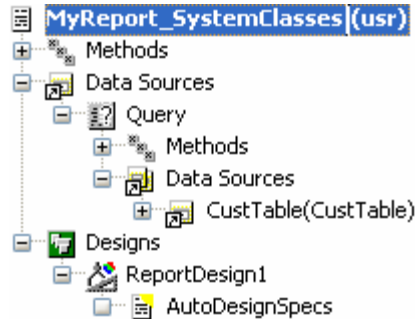 MyReport_SystemClasses (usr)
Methods
Data Sources
Query
Methods
Data Sources
CustTable(CustTable)
Designs
ReportDesign1
AutoDesignSpecs